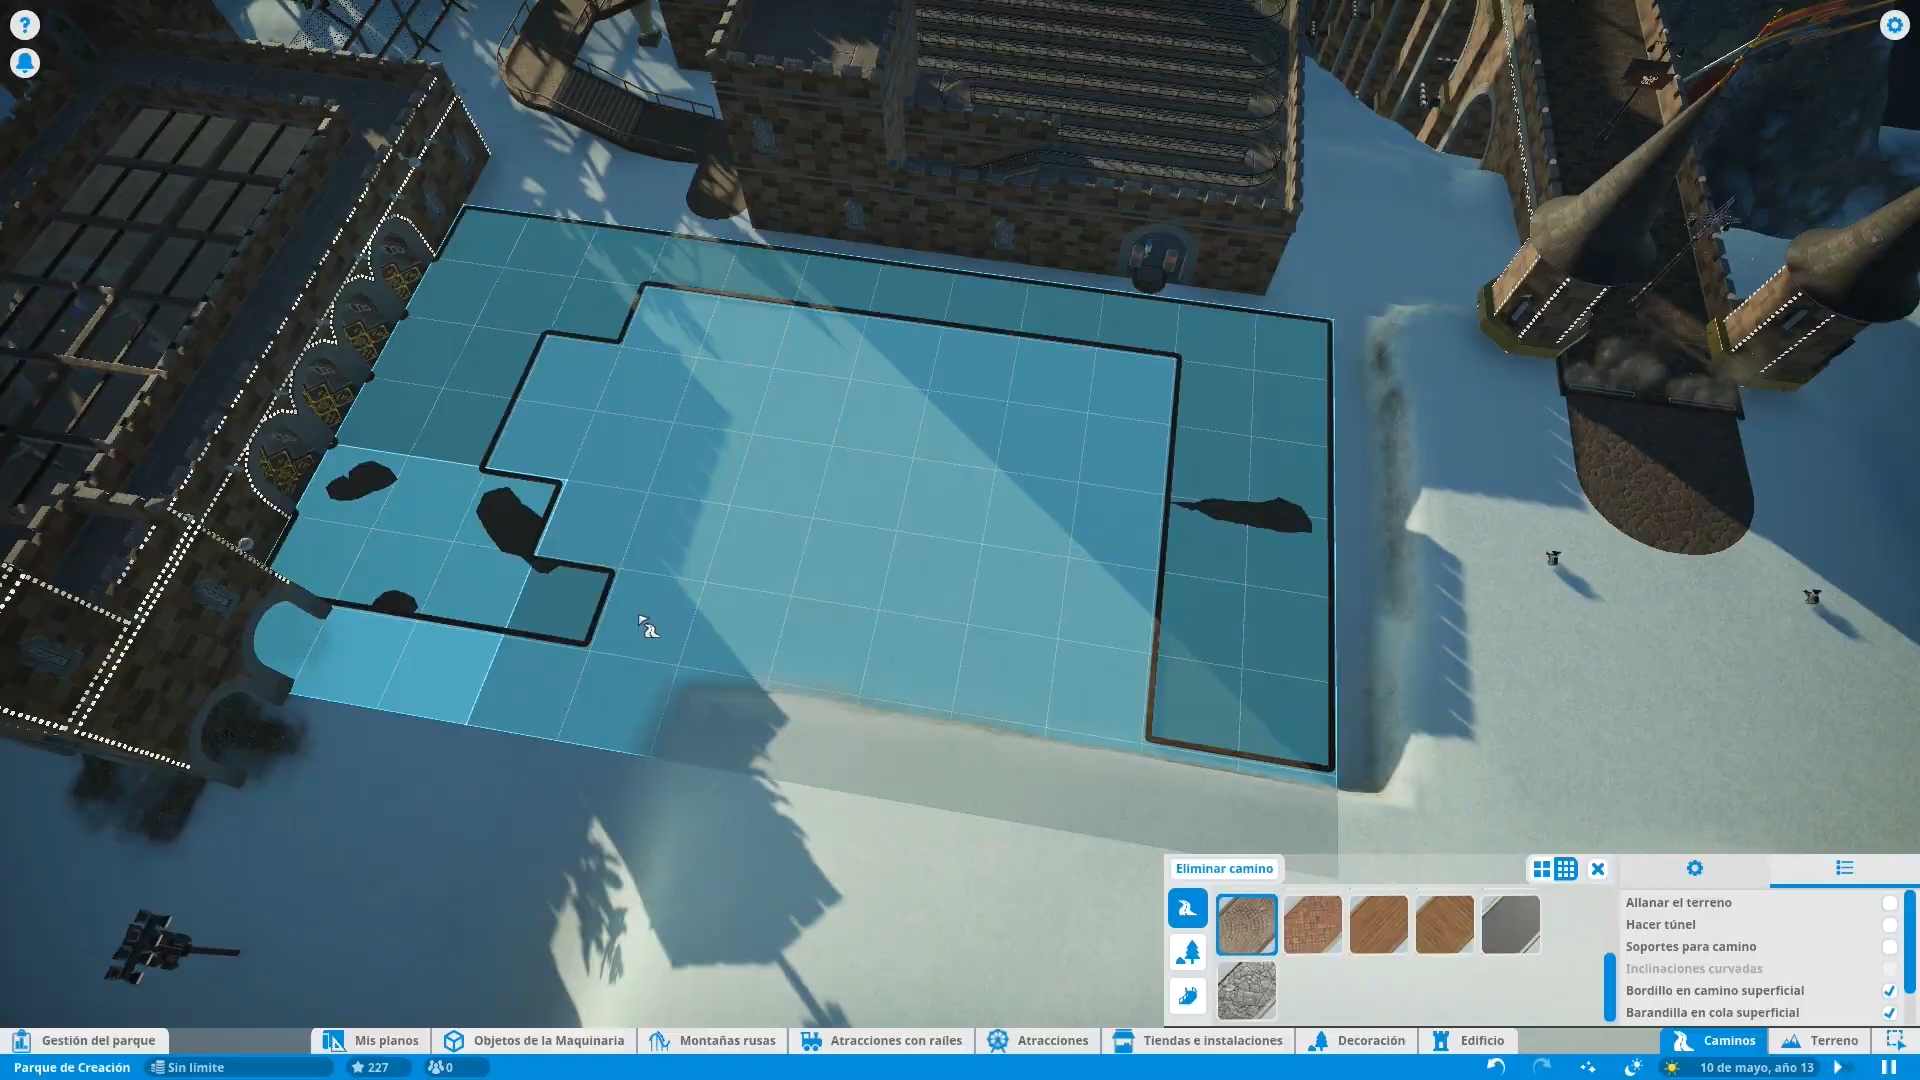 ?
Eliminar camino
Allanar el terreno
Hacer túnel
Soportes para camino
Inclinaciones curvadas
Bordillo en camino superficial
Barandilla en cola superficial
Gestión del parque
Mis planos
Objetos de la Maquinaria
Montañas rusas
Atracciones con raíles
Atracciones
Tiendas e instalaciones
Decoración
Edificio
Caminos
Terreno
Parque de Creación
Sin límite
227
0
10 de mayo, año 13